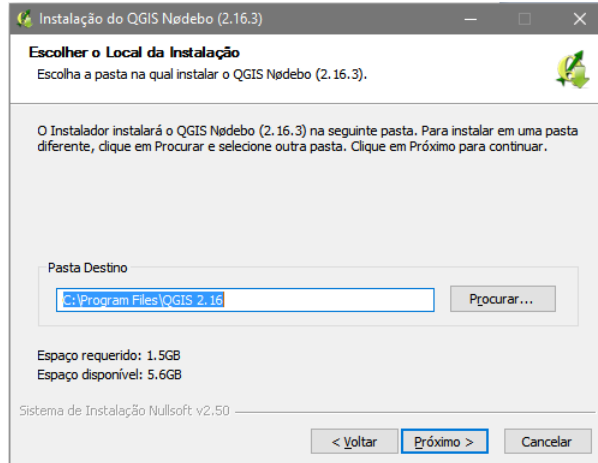 Instalação do QGIS Nødebo (2.16.3)
Escolher o Local da Instalação
Escolha a pasta na qual instalar o QGIS Nødebo (2.16.3).
O Instalador instalará o QGIS Nødebo (2.16.3) na seguinte pasta. Para instalar em uma pasta
diferente, clique em Procurar e selecione outra pasta. Clique em Próximo para continuar.
Pasta Destino
C:\Program Files\QGIS 2.16
Procurar...
Espaço requerido: 1.5GB
Espaço disponível: 5.6GB
Sistema de Instalação Nullsoft v2.50
< Voltar Próximo > Cancelar